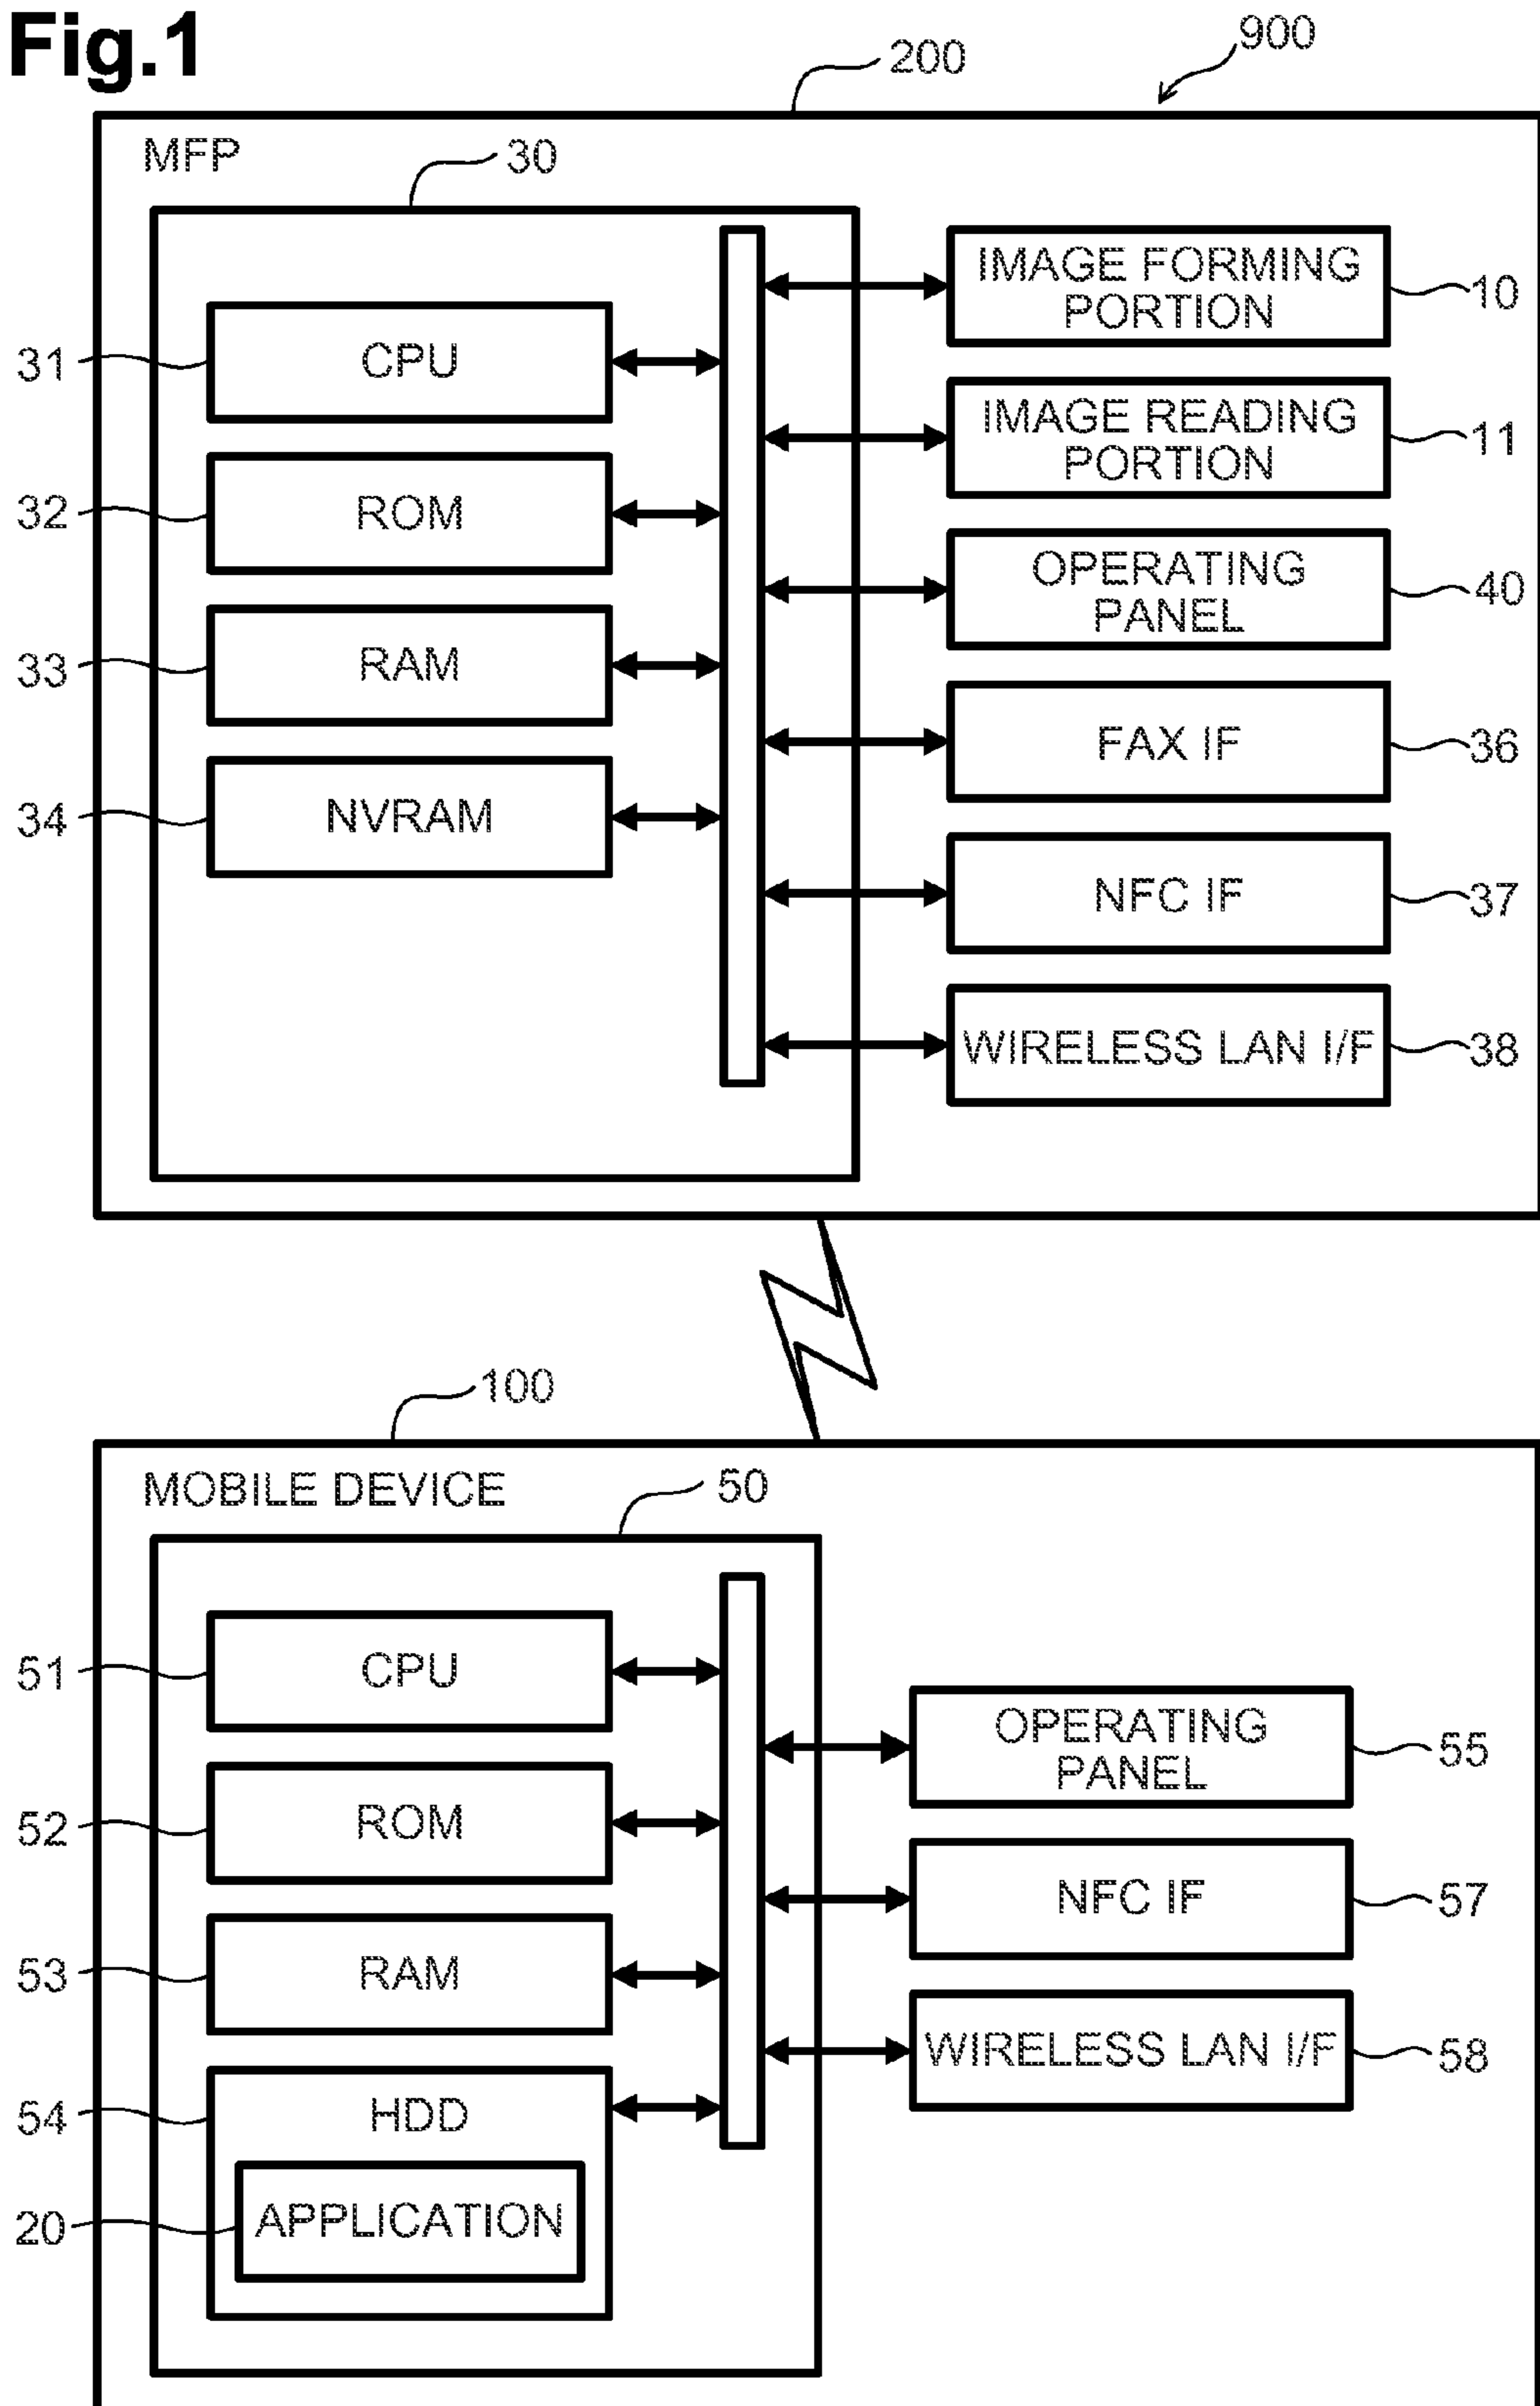 Fig.1
900
200
MFP
30
IMAGE FORMING
PORTION
10
31
CPU
IMAGE READING
PORTION
11
32
ROM
OPERATING
PANEL
40
33
RAM
FAX IF
36
34
NVRAM
NFC IF
37
WIRELESS LAN I/F
38
100
MOBILE DEVICE
50
51
CPU
OPERATING
PANEL
55
52
ROM
NFC IF
57
53
RAM
WIRELESS LAN I/F
58
54
HDD
20
APPLICATION